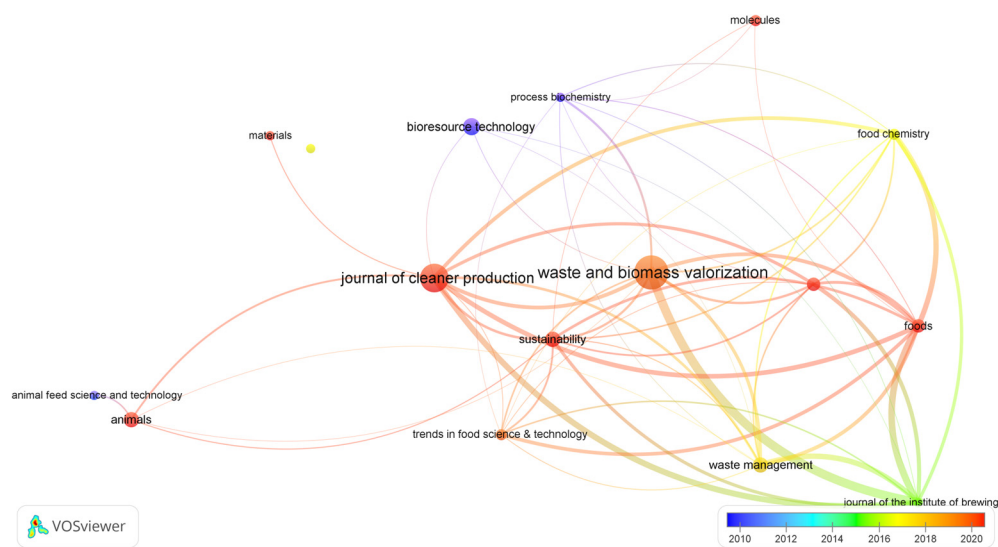 molecules
process biochemistry
bioresource technology
materials
food chemistry
journal of cleaner production
waste and biomass valorization
foods
sustainability
animal feed science and technology
animals
trends in food science & technology
waste management
journal of the institute of brewing
VOSviewer
2010 2012 2014 2016 2018 2020